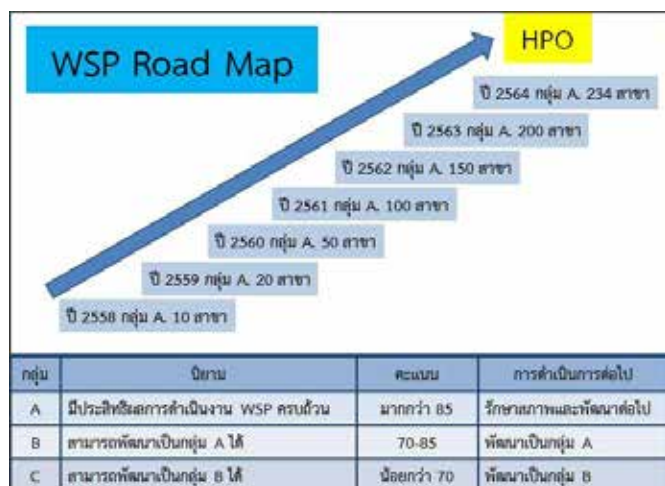 WSP Road Map
HPO
ปี 2564 กลุ่ม A. 234 สาขา
ปี 2563 กลุ่ม A. 200 สาขา
ปี 2562 กลุ่ม A. 150 สาขา
ปี 2561 กลุ่ม A. 100 สาขา
ปี 2560 กลุ่ม A. 50 สาขา
ปี 2559 กลุ่ม A. 20 สาขา
ปี 2558 กลุ่ม A. 10 สาขา
กลุ่ม นิยาม คะแนน การดำเนินการต่อไป
A มีประสิทธิผลการดำเนินงาน WSP ครบถ้วน มากกว่า 85 รักษาสภาพและพัฒนาต่อไป
B สามารถพัฒนาเป็นกลุ่ม A ได้ 70-85 พัฒนาเป็นกลุ่ม A
C สามารถพัฒนาเป็นกลุ่ม B ได้ น้อยกว่า 70 พัฒนาเป็นกลุ่ม B